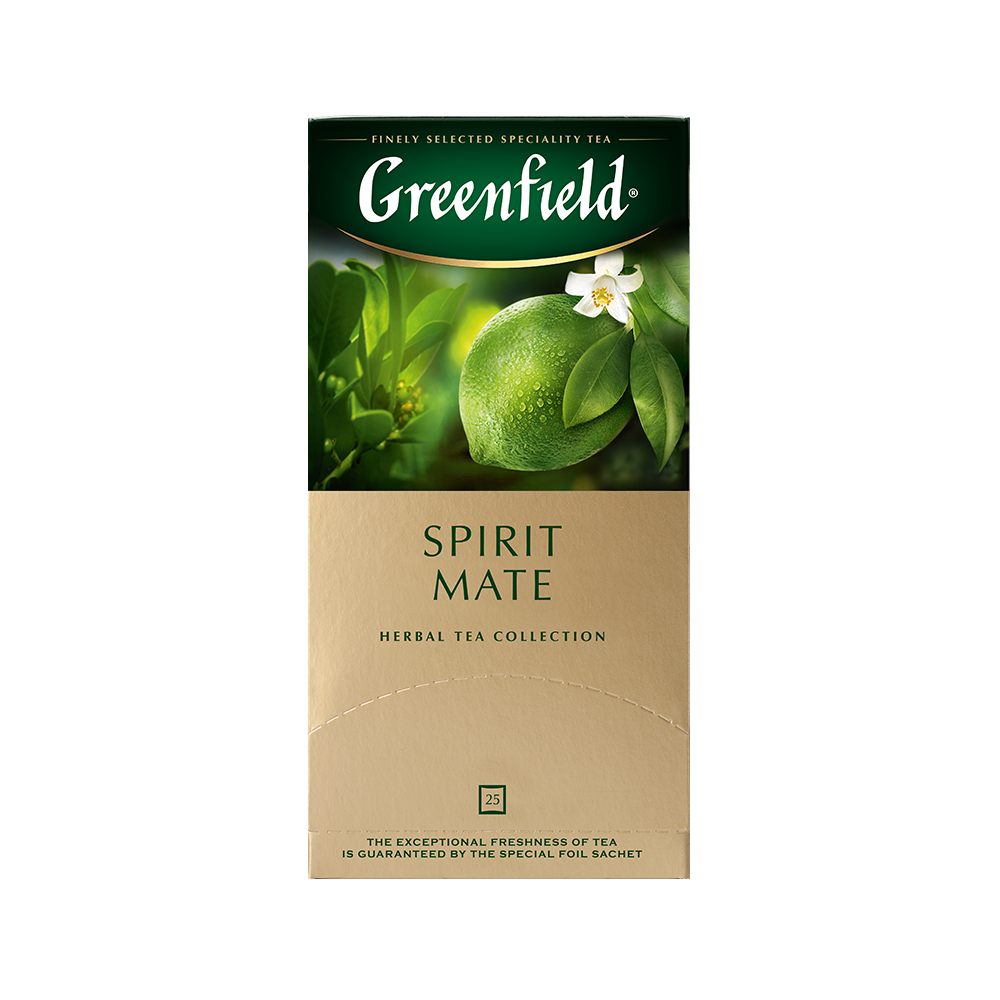 FINELY SELECTED SPECIALITY TEA
Greenfield®
SPIRIT
MATE
HERBAL TEA COLLECTION
25
THE EXCEPTIONAL FRESHNESS OF TEA
IS GUARANTEED BY THE SPECIAL FOIL SACHET